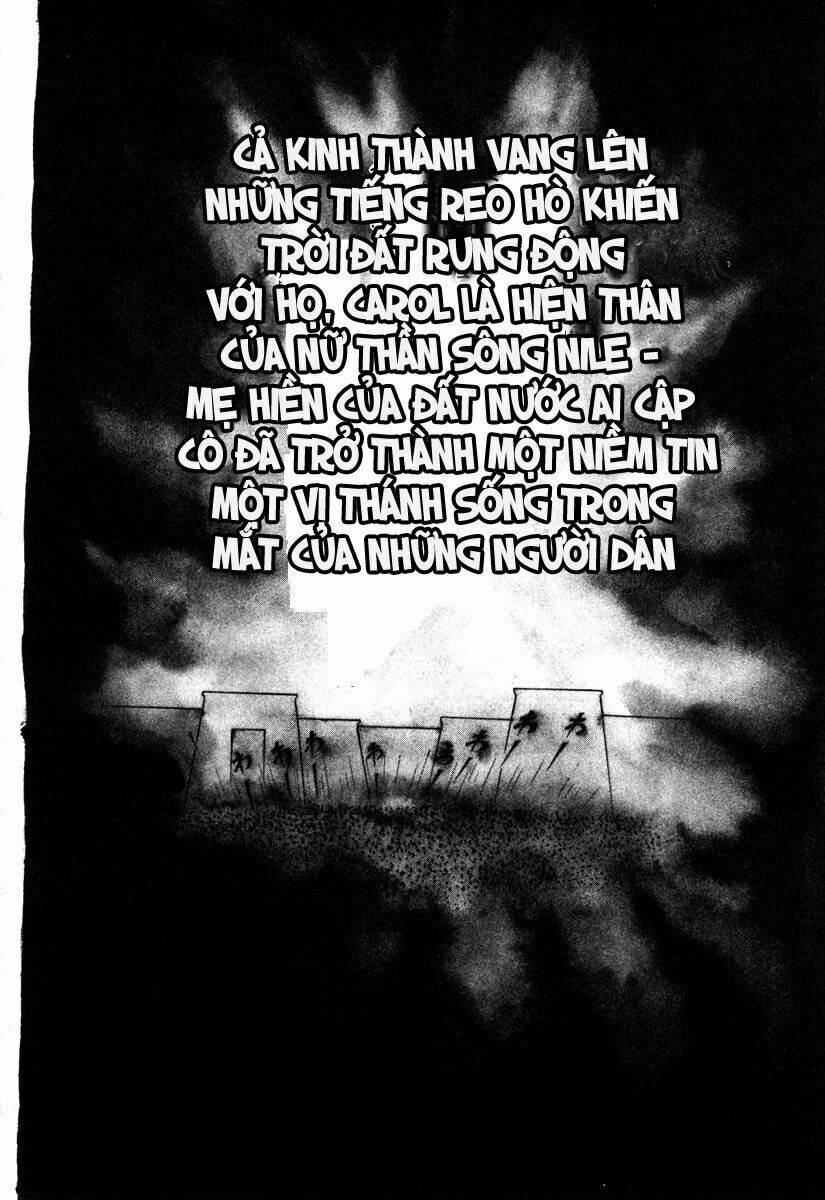 CẢ KINH THÀNH VANG LÊN
NHỮNG TIẾNG REO HÒ KHIẾN
TRỜI ĐẤT RUNG ĐỘNG
VỚI HỌ, CAROL LÀ HIỆN THÂN
CỦA NỮ THẦN SÔNG NILE -
MẸ HIỀN CỦA ĐẤT NƯỚC AI CẬP
CÔ ĐÃ TRỞ THÀNH MỘT NIỀM TIN
MỘT VỊ THÁNH SỐNG TRONG
MẮT CỦA NHỮNG NGƯỜI DÂN